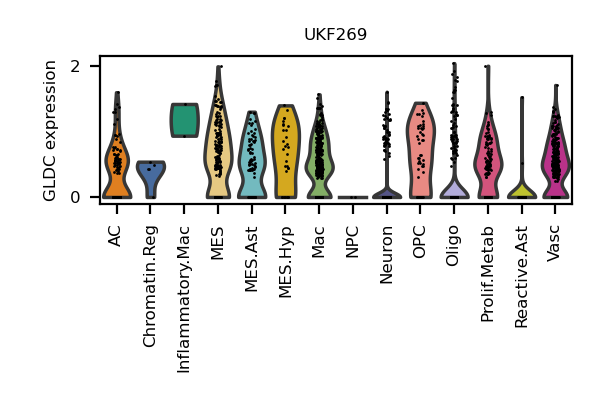 UKF269
GLDC expression
2
0
AC
Chromatin.Reg
Inflammatory.Mac
MES
MES.Ast
MES.Hyp
Mac
NPC
Neuron
OPC
Oligo
Prolif.Metab
Reactive.Ast
Vasc